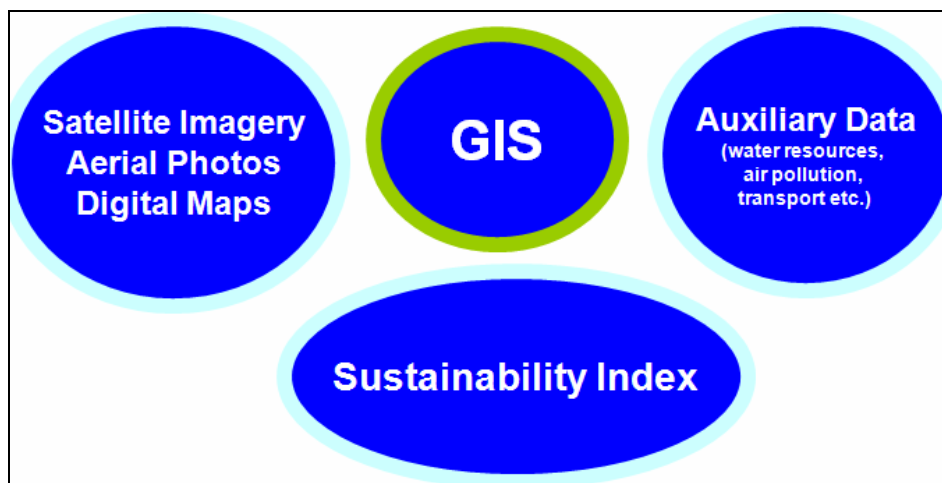 Satellite Imagery
Aerial Photos
Digital Maps
GIS
Auxiliary Data
(water resources,
air pollution,
transport etc.)
Sustainability Index